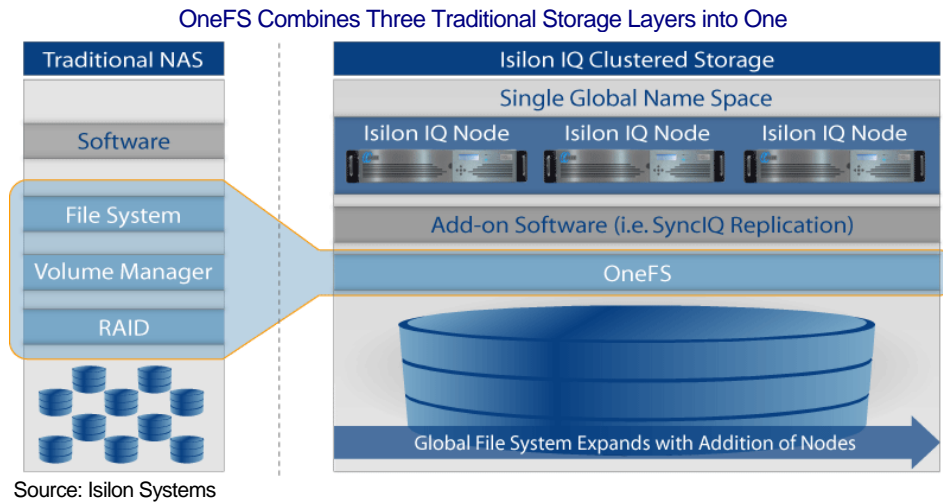 OneFS Combines Three Traditional Storage Layers into One
Traditional NAS
Software
File System
Volume Manager
RAID
Isilon IQ Clustered Storage
Single Global Name Space
Isilon IQ Node
Isilon IQ Node
Isilon IQ Node
Add-on Software (i.e. SyncIQ Replication)
OneFS
Global File System Expands with Addition of Nodes
Source: Isilon Systems